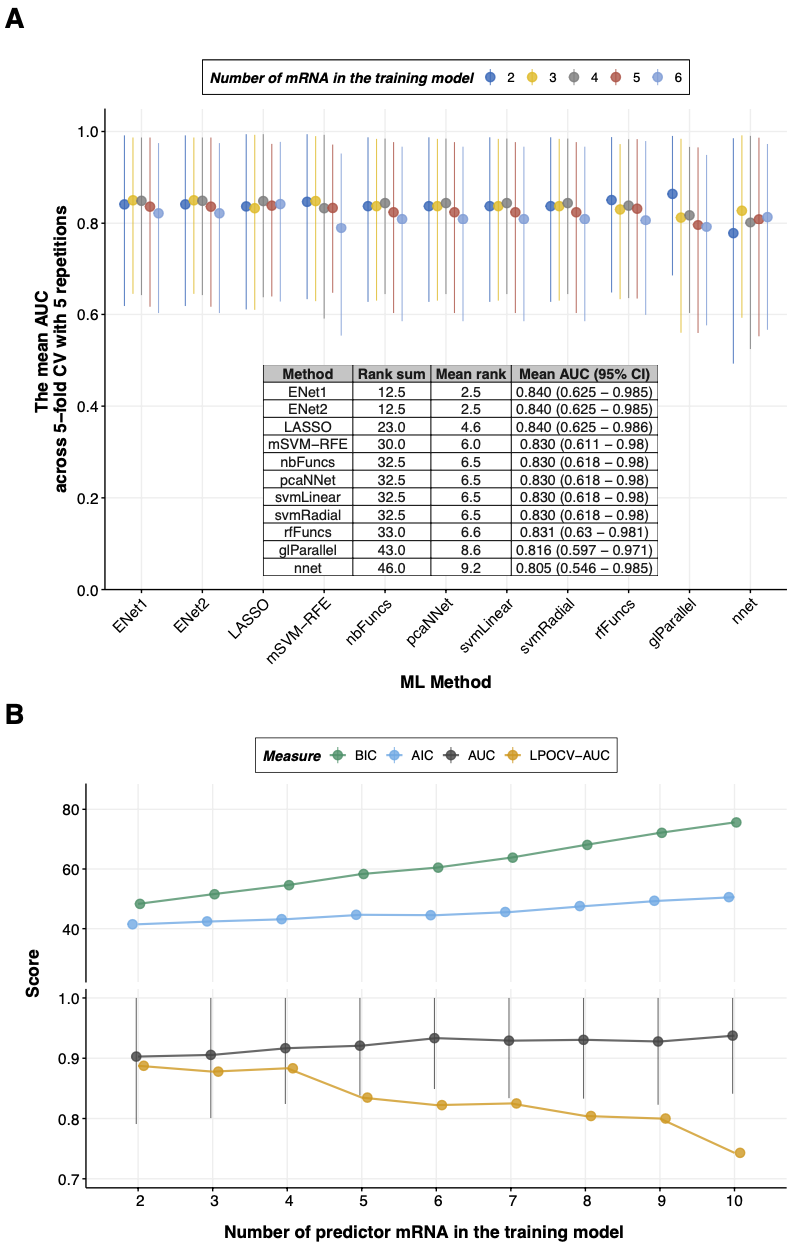 A
Number of mRNA in the training model 2 3 4 5 6
The mean AUC
across 5−fold CV with 5 repetitions
1.0
0.8
0.6
0.4
0.2
0.0
Method Rank sum Mean rank Mean AUC (95% CI)
ENet1 12.5 2.5 0.840 (0.625 − 0.985)
ENet2 12.5 2.5 0.840 (0.625 − 0.985)
LASSO 23.0 4.6 0.840 (0.625 − 0.986)
mSVM−RFE 30.0 6.0 0.830 (0.611 − 0.98)
nbFuncs 32.5 6.5 0.830 (0.618 − 0.98)
pcaNNet 32.5 6.5 0.830 (0.618 − 0.98)
svmLinear 32.5 6.5 0.830 (0.618 − 0.98)
svmRadial 32.5 6.5 0.830 (0.618 − 0.98)
rfFuncs 33.0 6.6 0.831 (0.63 − 0.981)
glParallel 43.0 8.6 0.816 (0.597 − 0.971)
nnet 46.0 9.2 0.805 (0.546 − 0.985)
ENet1 ENet2 LASSO mSVM−RFE nbFuncs pcaNNet svmLinear svmRadial rfFuncs glParallel nnet
ML Method
B
Measure BIC AIC AUC LPOCV−AUC
Score
80
60
40
1.0
0.9
0.8
0.7
2 3 4 5 6 7 8 9 10
Number of predictor mRNA in the training model